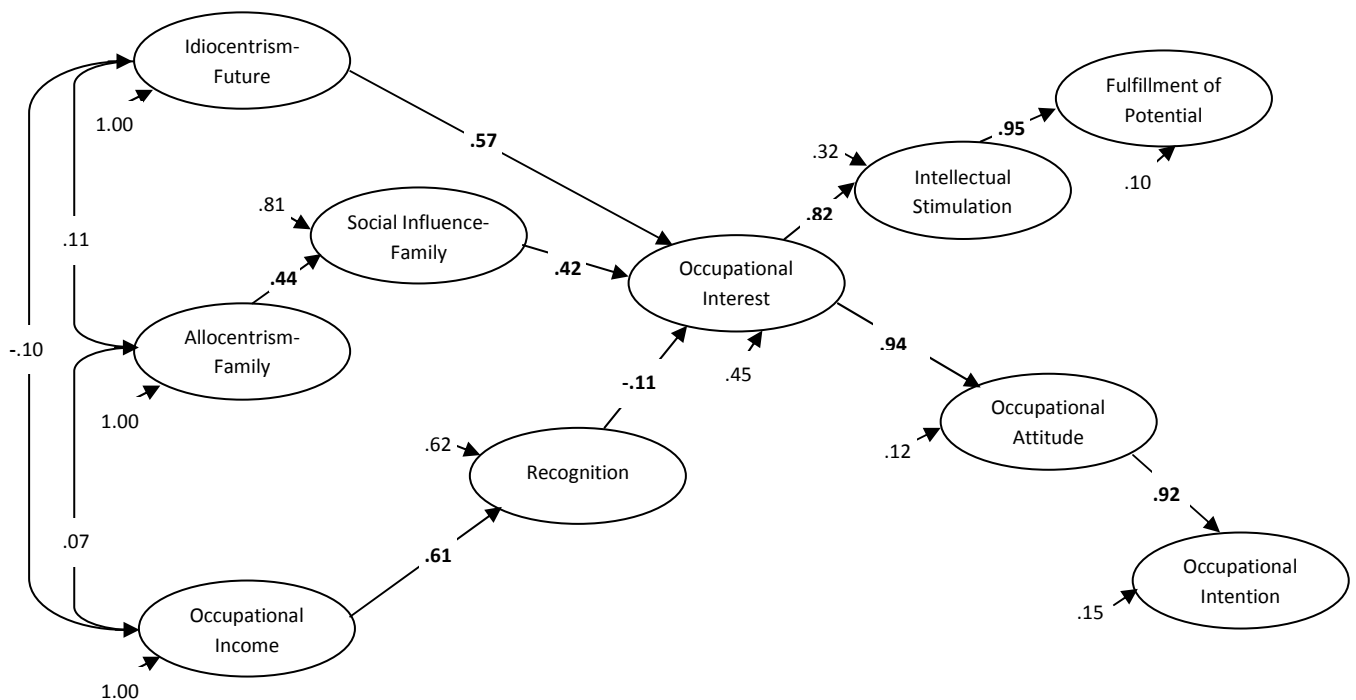 Idiocentrism-
Future
1.00
.57
.11
-.10
.81
Social Influence-
Family
.44
.42
Allocentrism-
Family
1.00
.07
Occupational
Income
1.00
.61
.62
Recognition
-.11
Occupational
Interest
.45
.82
.32
Intellectual
Stimulation
.95
Fulfillment of
Potential
.10
.94
Occupational
Attitude
.12
.92
Occupational
Intention
.15